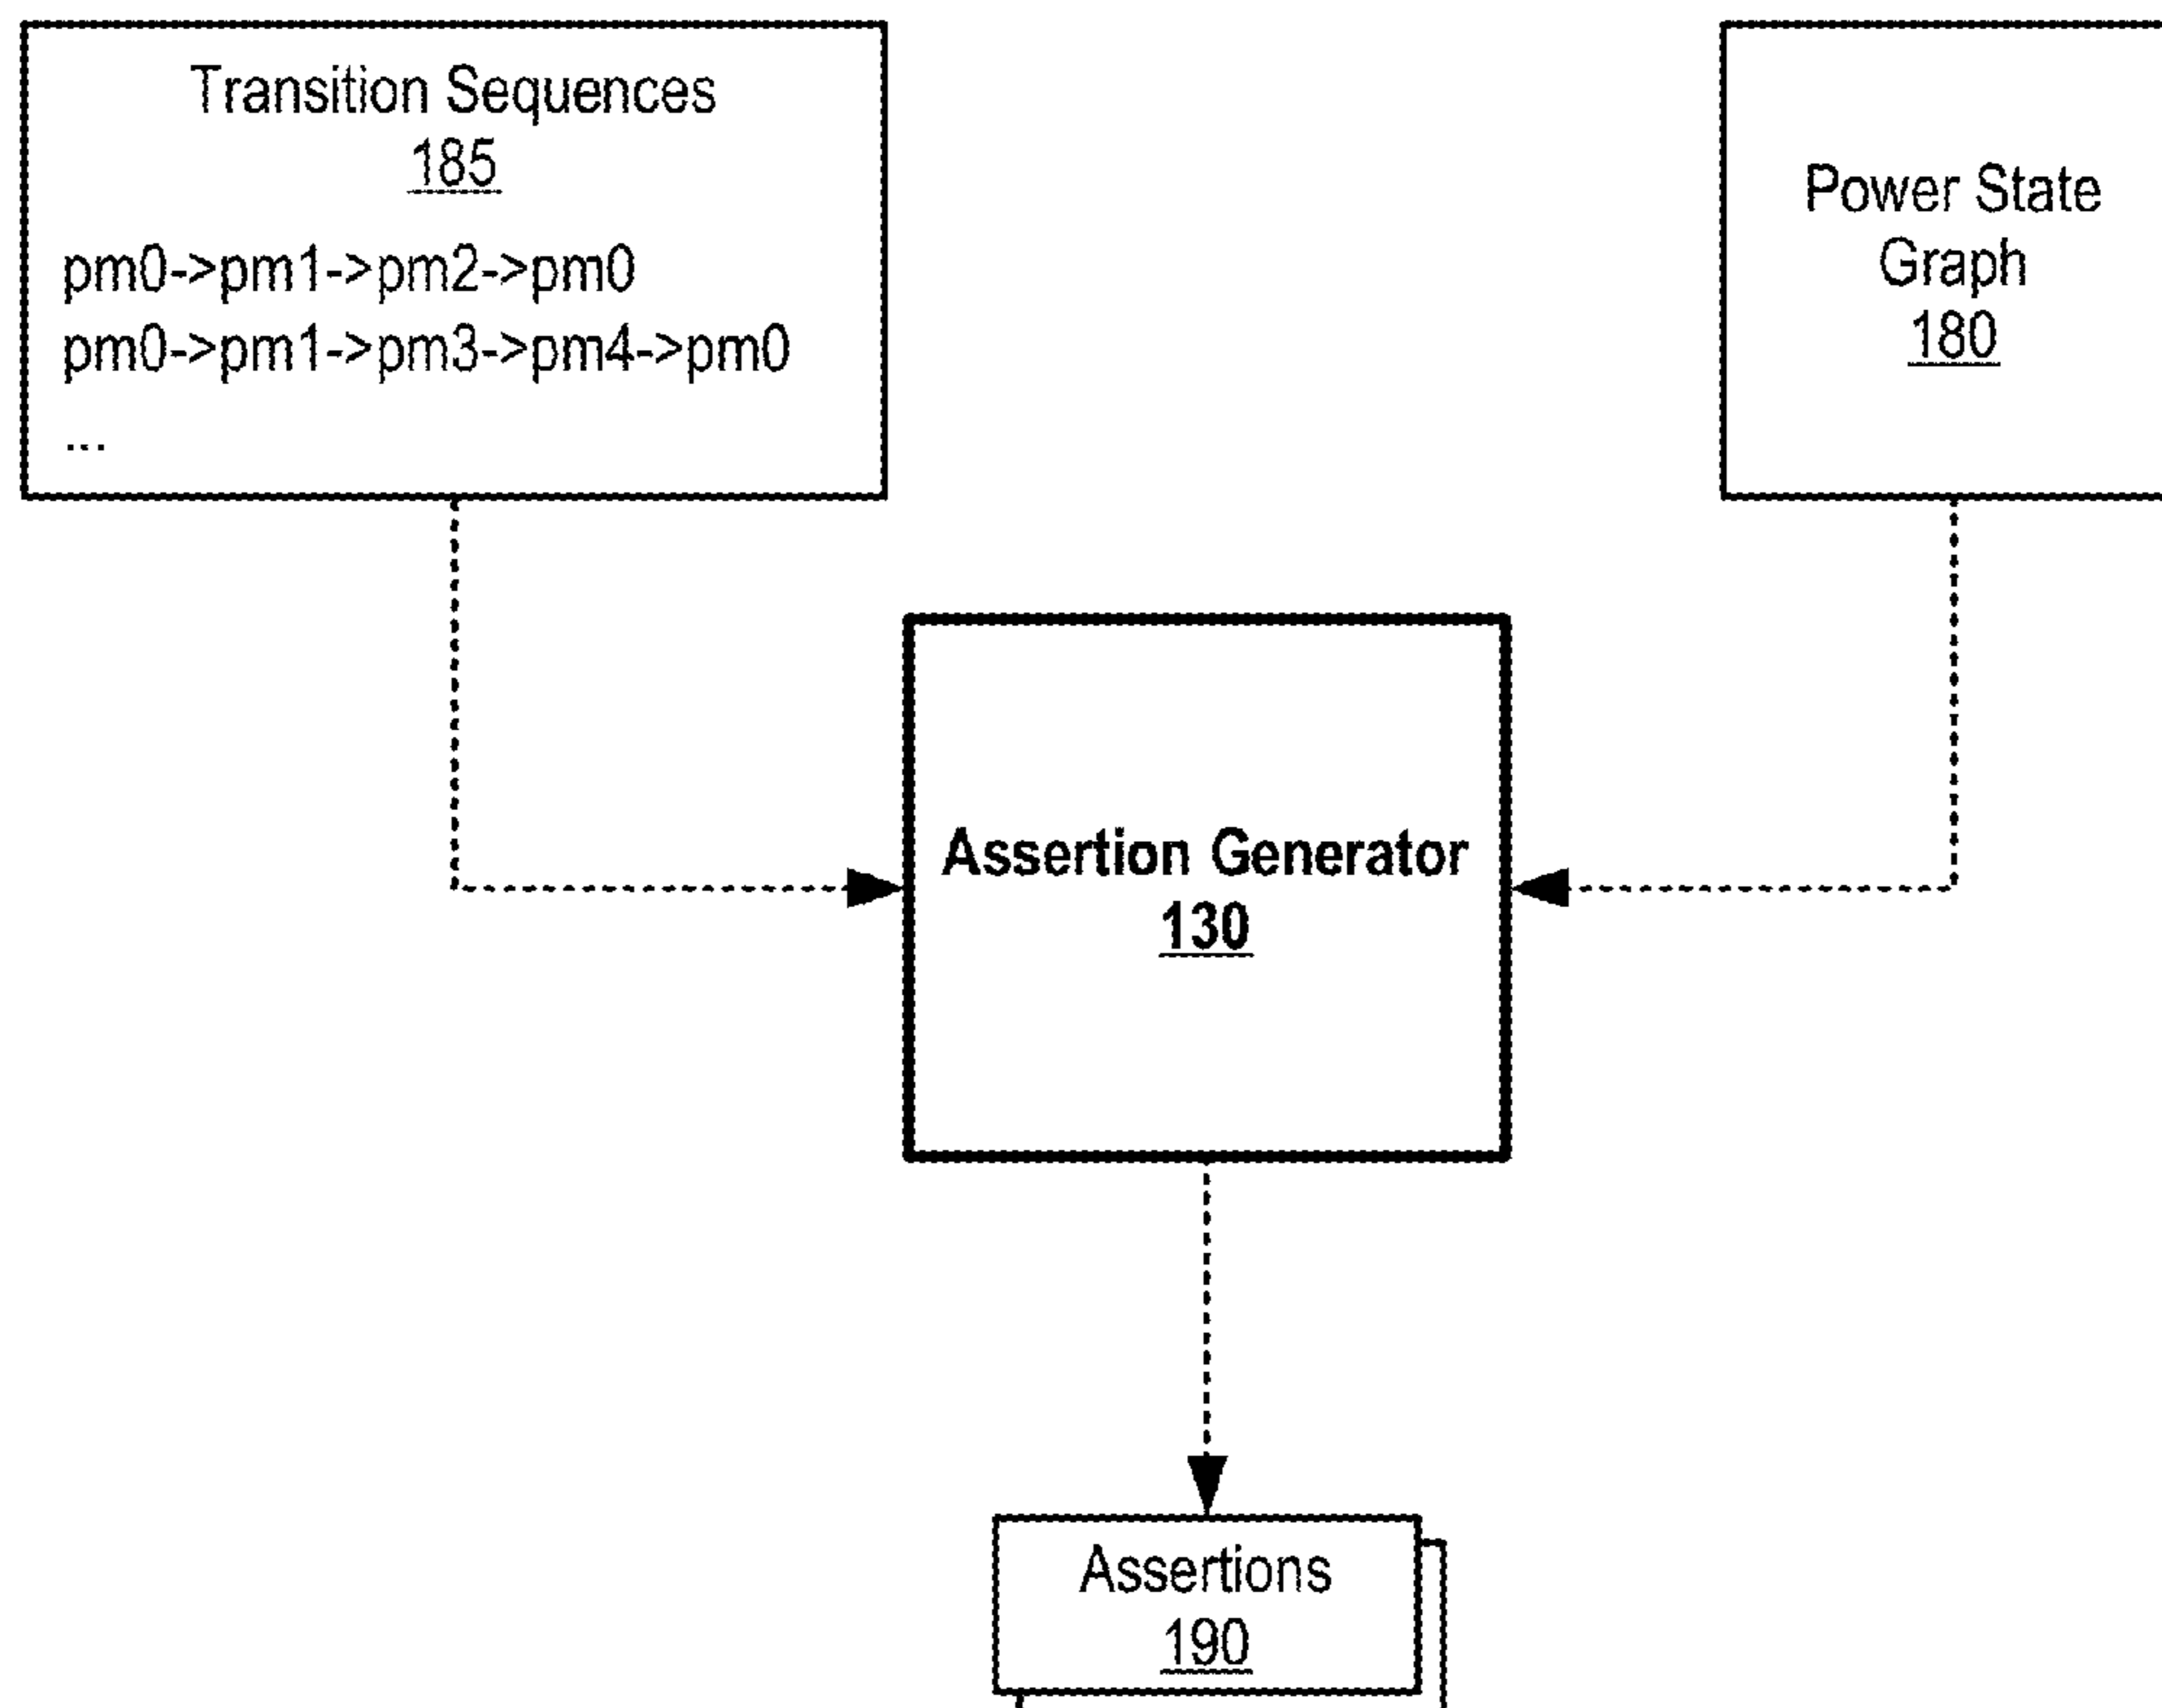 Transition Sequences
185
pm0->pm1->pm2->pm0
pm0->pm1->pm3->pm4->pm0
...
Power State
Graph
180
Assertion Generator
130
Assertions
190